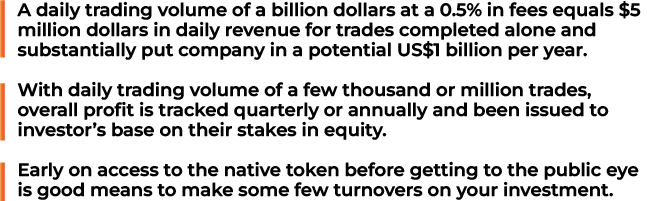 A daily trading volume of a billion dollars at a 0.5% in fees equals $5
million dollars in daily revenue for trades completed alone and
substantially put company in a potential US$1 billion per year.
With daily trading volume of a few thousand or million trades,
overall profit is tracked quarterly or annually and been issued to
investor’s base on their stakes in equity.
Early on access to the native token before getting to the public eye
is good means to make some few turnovers on your investment.